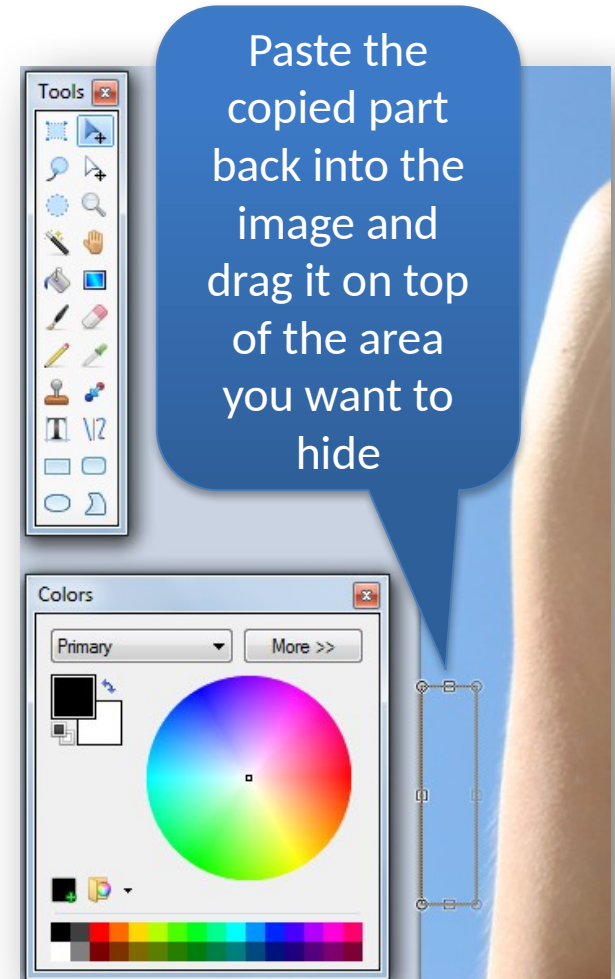 Paste the
copied part
back into the
image and
drag it on top
of the area
you want to
hide
Tools
Colors
Primary
More >>